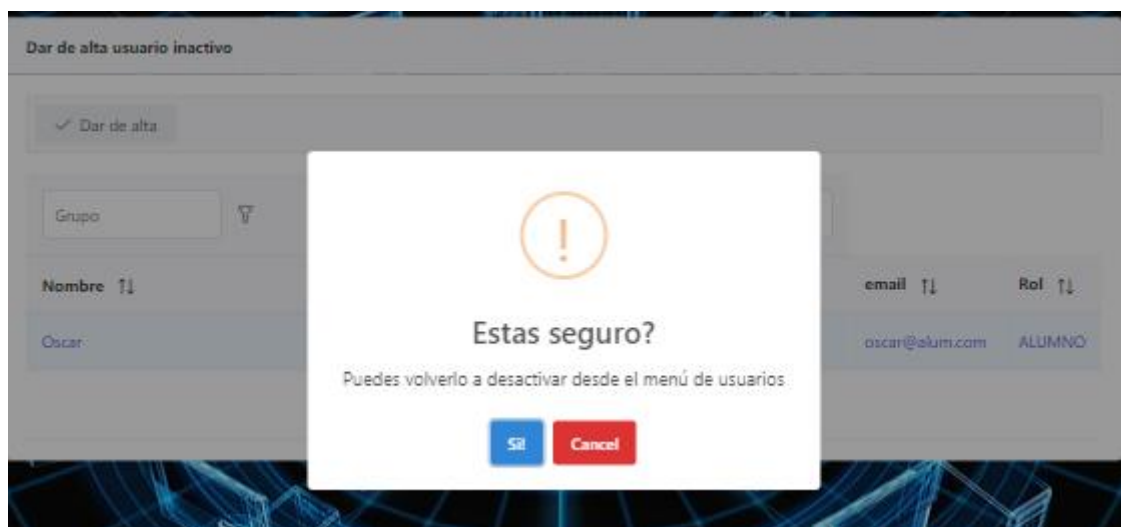 Dar de alta usuario inactivo
Dar de alta
Grupo
Nombre
email
Rol
Oscar
oscar@alum.com
ALUMNO
!
Estas seguro?
Puedes volverlo a desactivar desde el menú de usuarios
Si!
Cancel